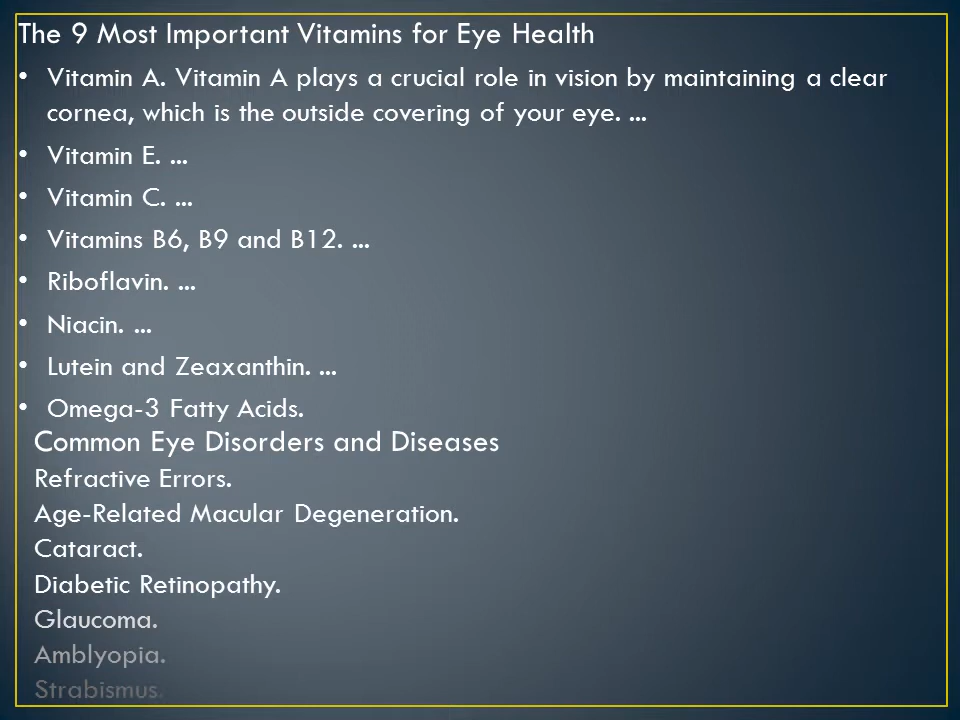 The 9 Most Important Vitamins for Eye Health
• Vitamin A. Vitamin A plays a crucial role in vision by maintaining a clear
cornea, which is the outside covering of your eye. ...
• Vitamin E. ...
• Vitamin C. ...
• Vitamins B6, B9 and B12. ...
• Riboflavin. ...
• Niacin. ...
• Lutein and Zeaxanthin. ...
• Omega-3 Fatty Acids.
Common Eye Disorders and Diseases
Refractive Errors.
Age-Related Macular Degeneration.
Cataract.
Diabetic Retinopathy.
Glaucoma.
Amblyopia.
Strabismus.